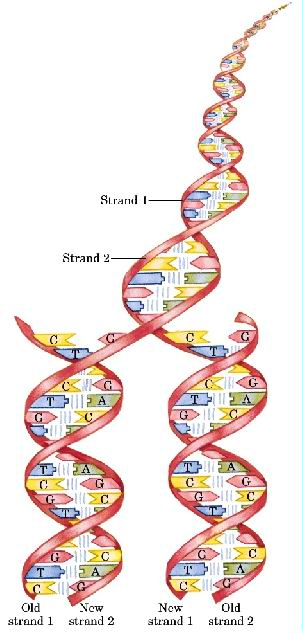 Strand 1
Strand 2
C G C G
T T
C G C G
T A T A
G C G C
T A T A
C G C G
G C G C
T T
G C C G
T A T A
C G C G
Old strand 1
New strand 2
New strand 1
Old strand 2